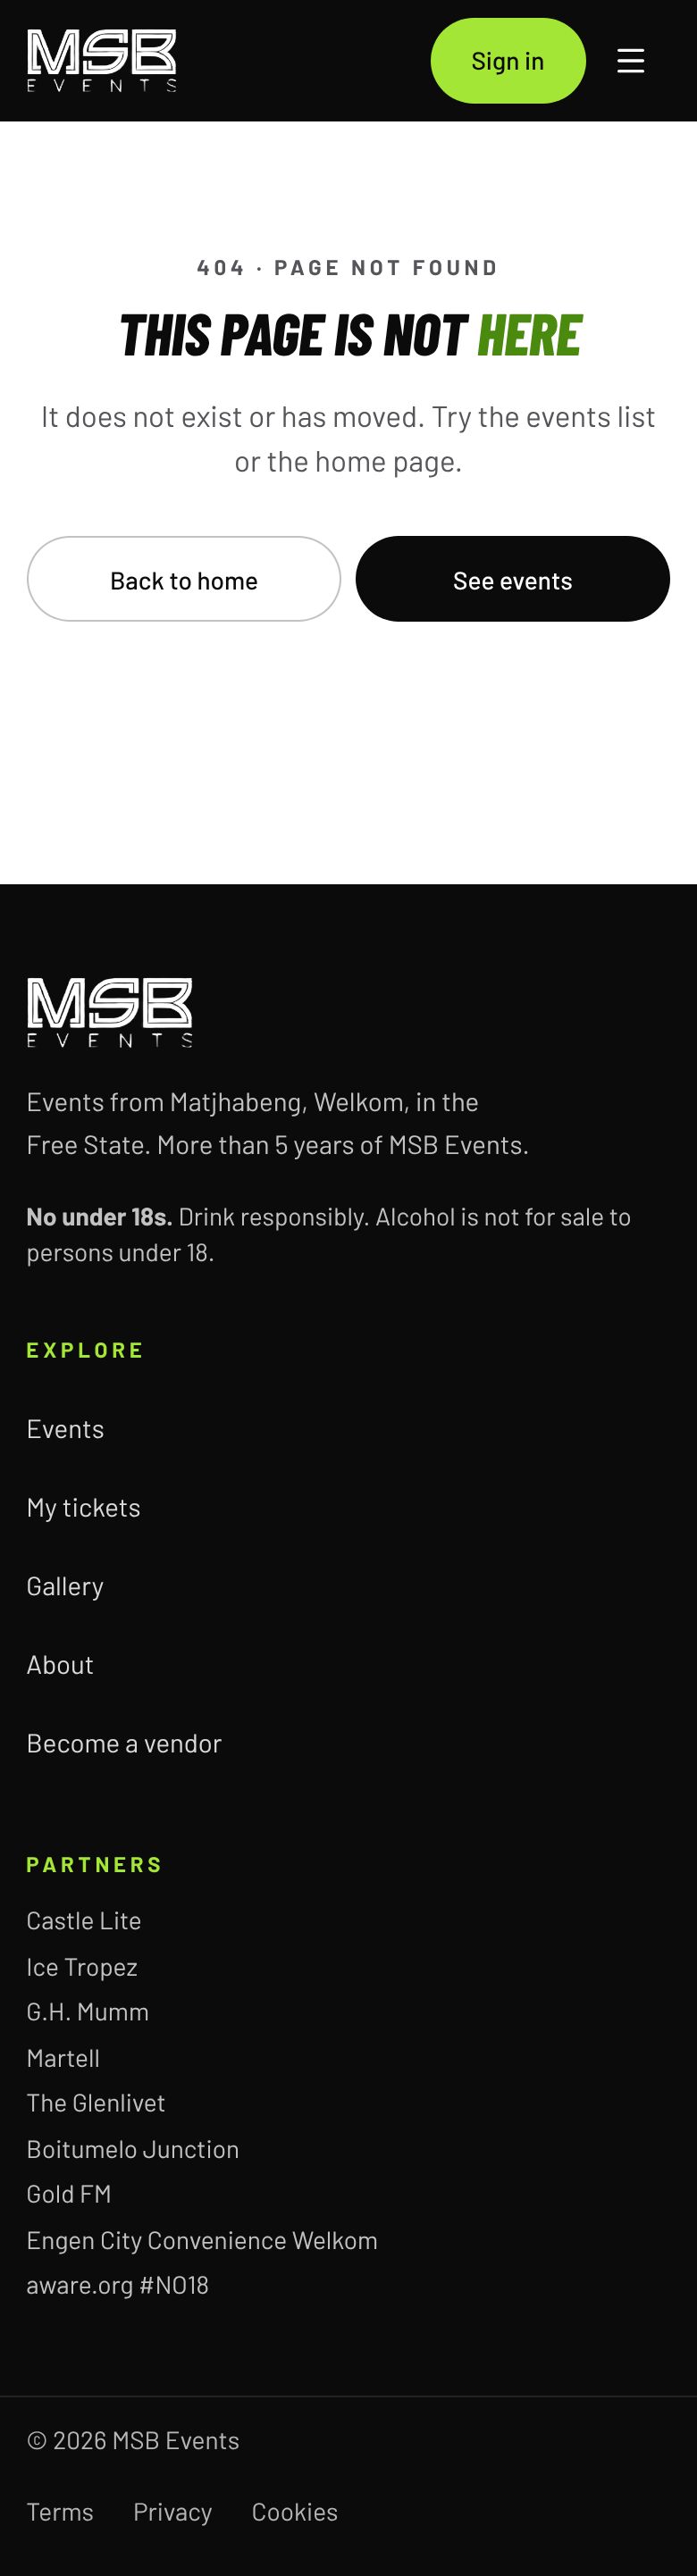 MSB
EVENTS
Sign in
404 · PAGE NOT FOUND
THIS PAGE IS NOT HERE
It does not exist or has moved. Try the events list
or the home page.
Back to home
See events
MSB
EVENTS
Events from Matjhabeng, Welkom, in the
Free State. More than 5 years of MSB Events.
No under 18s. Drink responsibly. Alcohol is not for sale to
persons under 18.
EXPLORE
Events
My tickets
Gallery
About
Become a vendor
PARTNERS
Castle Lite
Ice Tropez
G.H. Mumm
Martell
The Glenlivet
Boitumelo Junction
Gold FM
Engen City Convenience Welkom
aware.org #NO18
© 2026 MSB Events
Terms Privacy Cookies